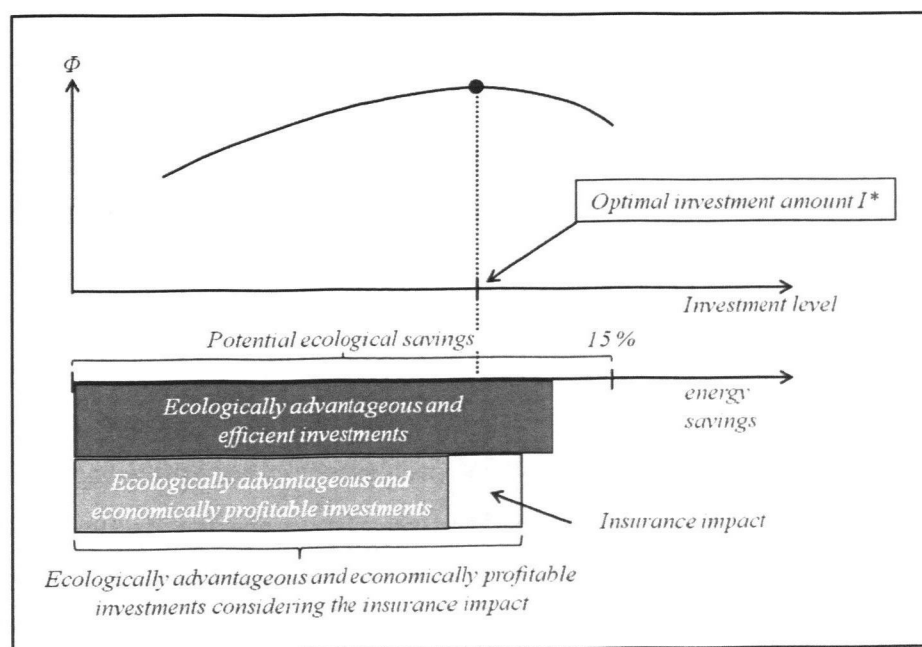 Φ
Optimal investment amount I*
Investment level
Potential ecological savings
15%
energy
savings
Ecologically advantageous and
efficient investments
Ecologically advantageous and
economically profitable investments
Insurance impact
Ecologically advantageous and economically profitable
investments considering the insurance impact